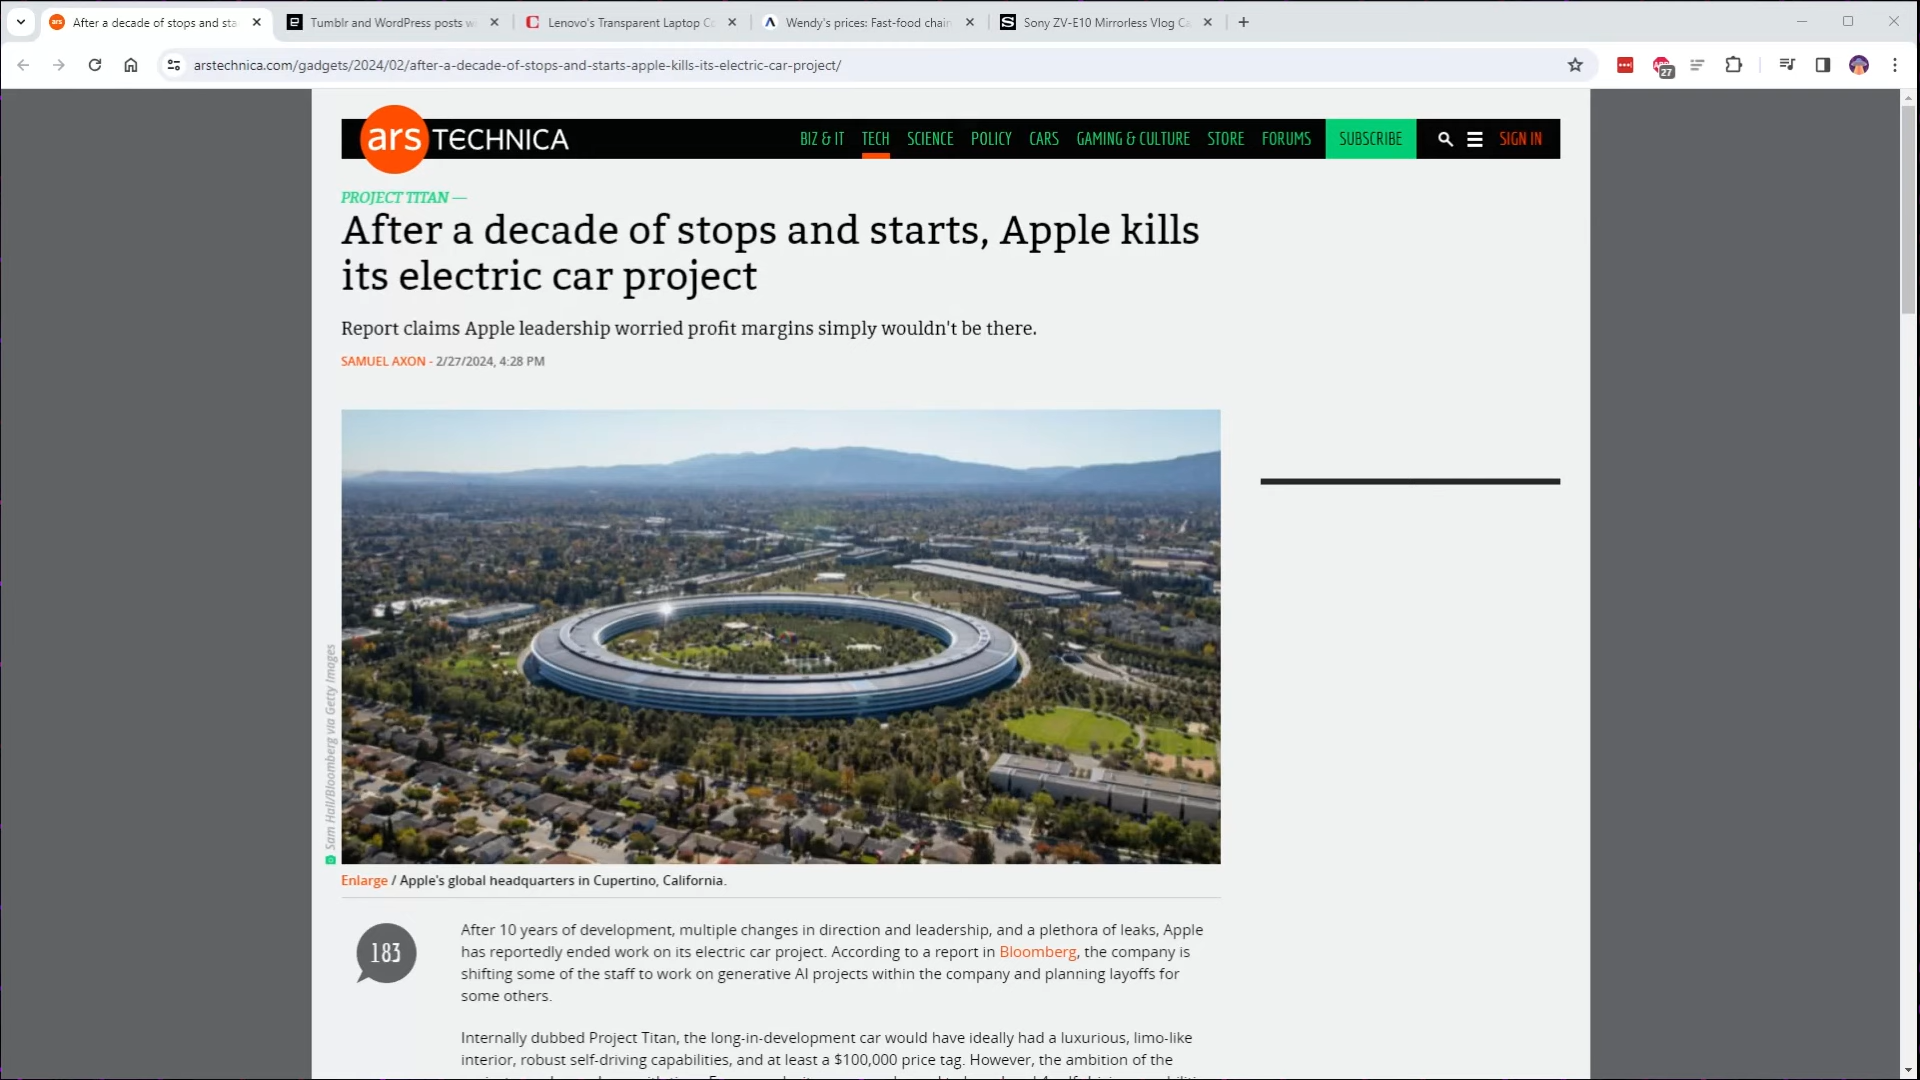 After a decade of stops and sta
Tumblr and WordPress posts w
Lenovo's Transparent Laptop Co
Wendy's prices: Fast-food chain
Sony ZV-E10 Mirrorless Vlog Ca
arstechnica.com/gadgets/2024/02/after-a-decade-of-stops-and-starts-apple-kills-its-electric-car-project/
27
ars TECHNICA
BIZ & IT TECH SCIENCE POLICY CARS GAMING & CULTURE STORE FORUMS SUBSCRIBE SIGN IN
PROJECT TITAN —
After a decade of stops and starts, Apple kills
its electric car project
Report claims Apple leadership worried profit margins simply wouldn't be there.
SAMUEL AXON - 2/27/2024, 4:28 PM
Sam Hall/Bloomberg via Getty Images
Enlarge / Apple's global headquarters in Cupertino, California.
183
After 10 years of development, multiple changes in direction and leadership, and a plethora of leaks, Apple
has reportedly ended work on its electric car project. According to a report in Bloomberg, the company is
shifting some of the staff to work on generative AI projects within the company and planning layoffs for
some others.
Internally dubbed Project Titan, the long-in-development car would have ideally had a luxurious, limo-like
interior, robust self-driving capabilities, and at least a $100,000 price tag. However, the ambition of the